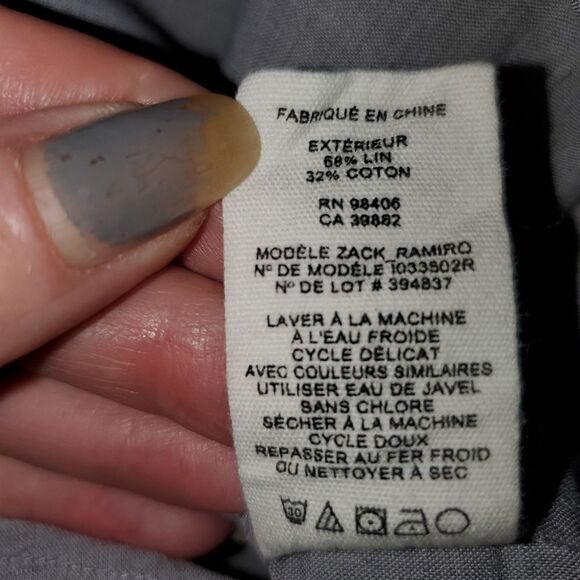 FABRIQUÉ EN CHINE
EXTÉRIEUR
68% LIN
32% COTON
RN 98406
CA 39882
MODÈLE ZACK_RAMIRO
Nº DE MODÈLE 1033502R
Nº DE LOT # 394837
LAVER À LA MACHINE
À L'EAU FROIDE
CYCLE DÉLICAT
AVEC COULEURS SIMILAIRES
UTILISER EAU DE JAVEL
SANS CHLORE
SÉCHER À LA MACHINE
CYCLE DOUX
REPASSER AU FER FROID
OU NETTOYER À SEC
30